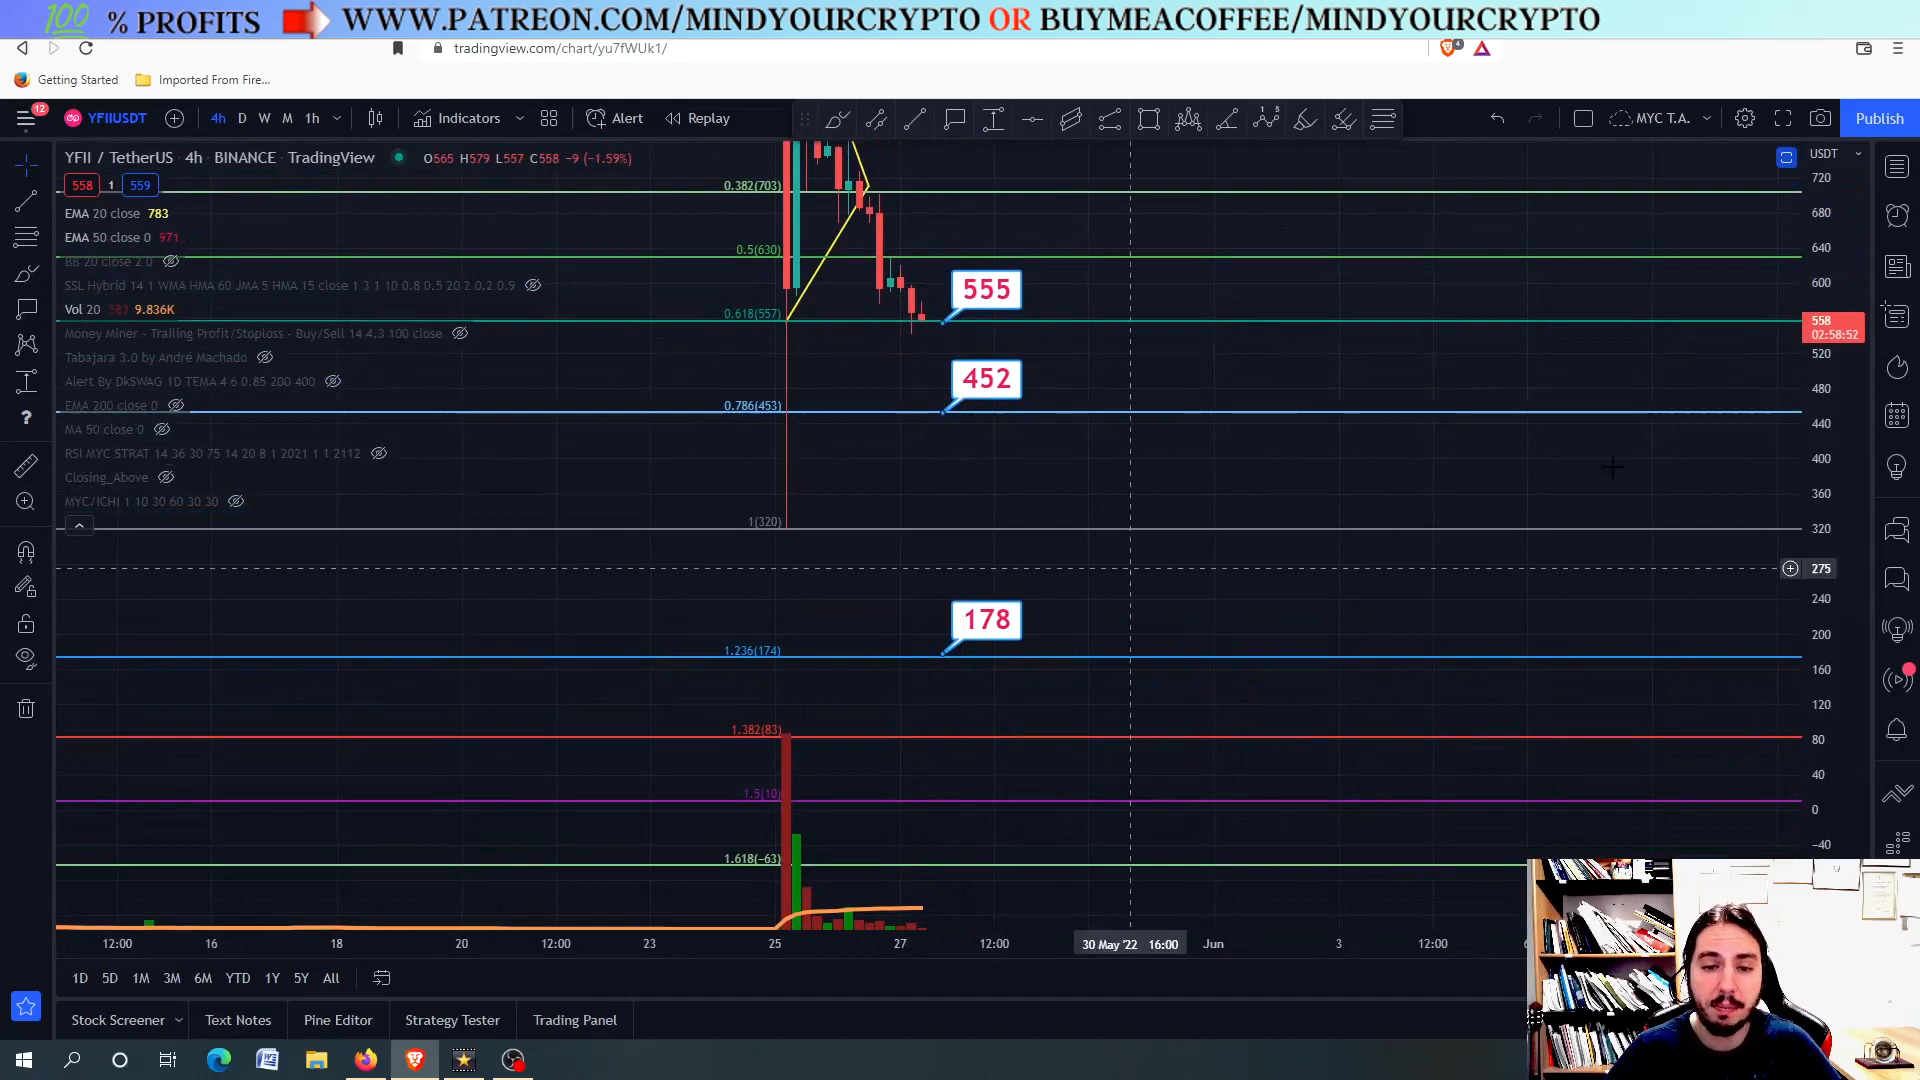 💯 % PROFITS ➡ WWW.PATREON.COM/MINDYOURCRYPTO OR BUYMEACOFFEE/MINDYOURCRYPTO
tradingview.com/chart/yu7fWUk1/
4
Getting Started Imported From Fire...
12 YFIIUSDT 4h D W M 1h Indicators Alert Replay MYC T.A. Publish
YFII / TetherUS · 4h · BINANCE · TradingView O565 H579 L557 C558 −9 (−1.59%)
USDT
558 1 559
EMA 20 close 783
EMA 50 close 0 971
BB 20 close 2 0
SSL Hybrid 14 1 WMA HMA 60 JMA 5 HMA 15 close 1 3 1 10 0.8 0.5 20 2 0.2 0.9
Vol 20 583 9.836K
Money Miner - Trailing Profit/Stoploss - Buy/Sell 14 4.3 100 close
Tabajara 3.0 by André Machado
Alert By DkSWAG 1D TEMA 4 6 0.85 200 400
EMA 200 close 0
MA 50 close 0
RSI MYC STRAT 14 36 30 75 14 20 8 1 2021 1 1 2112
Closing_Above
MYC/ICHI 1 10 30 60 30 30
0.382(703)
0.5(630)
0.618(557)
0.786(453)
1(320)
1.236(174)
1.382(83)
1.5(10)
1.618(−63)
555
452
178
720
680
640
600
558
02:58:52
520
480
440
400
360
320
275
240
200
160
120
80
40
0
−40
12:00 16 18 20 12:00 23 25 27 12:00 30 May '22 16:00 Jun 3 12:00
1D 5D 1M 3M 6M YTD 1Y 5Y All
Stock Screener Text Notes Pine Editor Strategy Tester Trading Panel